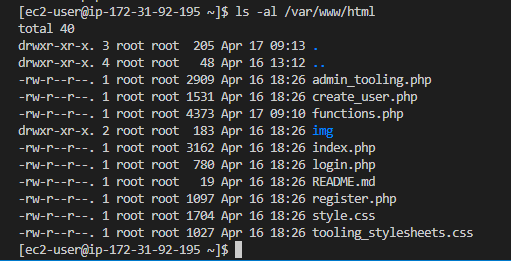 [ec2-user@ip-172-31-92-195 ~]$ ls -al /var/www/html
total 40
drwxr-xr-x. 3 root root  205 Apr 17 09:13 .
drwxr-xr-x. 4 root root   48 Apr 16 13:12 ..
-rw-r--r--. 1 root root 2909 Apr 16 18:26 admin_tooling.php
-rw-r--r--. 1 root root 1531 Apr 16 18:26 create_user.php
-rw-r--r--. 1 root root 4373 Apr 17 09:10 functions.php
drwxr-xr-x. 2 root root  183 Apr 16 18:26 img
-rw-r--r--. 1 root root 3162 Apr 16 18:26 index.php
-rw-r--r--. 1 root root  780 Apr 16 18:26 login.php
-rw-r--r--. 1 root root   19 Apr 16 18:26 README.md
-rw-r--r--. 1 root root 1097 Apr 16 18:26 register.php
-rw-r--r--. 1 root root 1704 Apr 16 18:26 style.css
-rw-r--r--. 1 root root 1027 Apr 16 18:26 tooling_stylesheets.css
[ec2-user@ip-172-31-92-195 ~]$